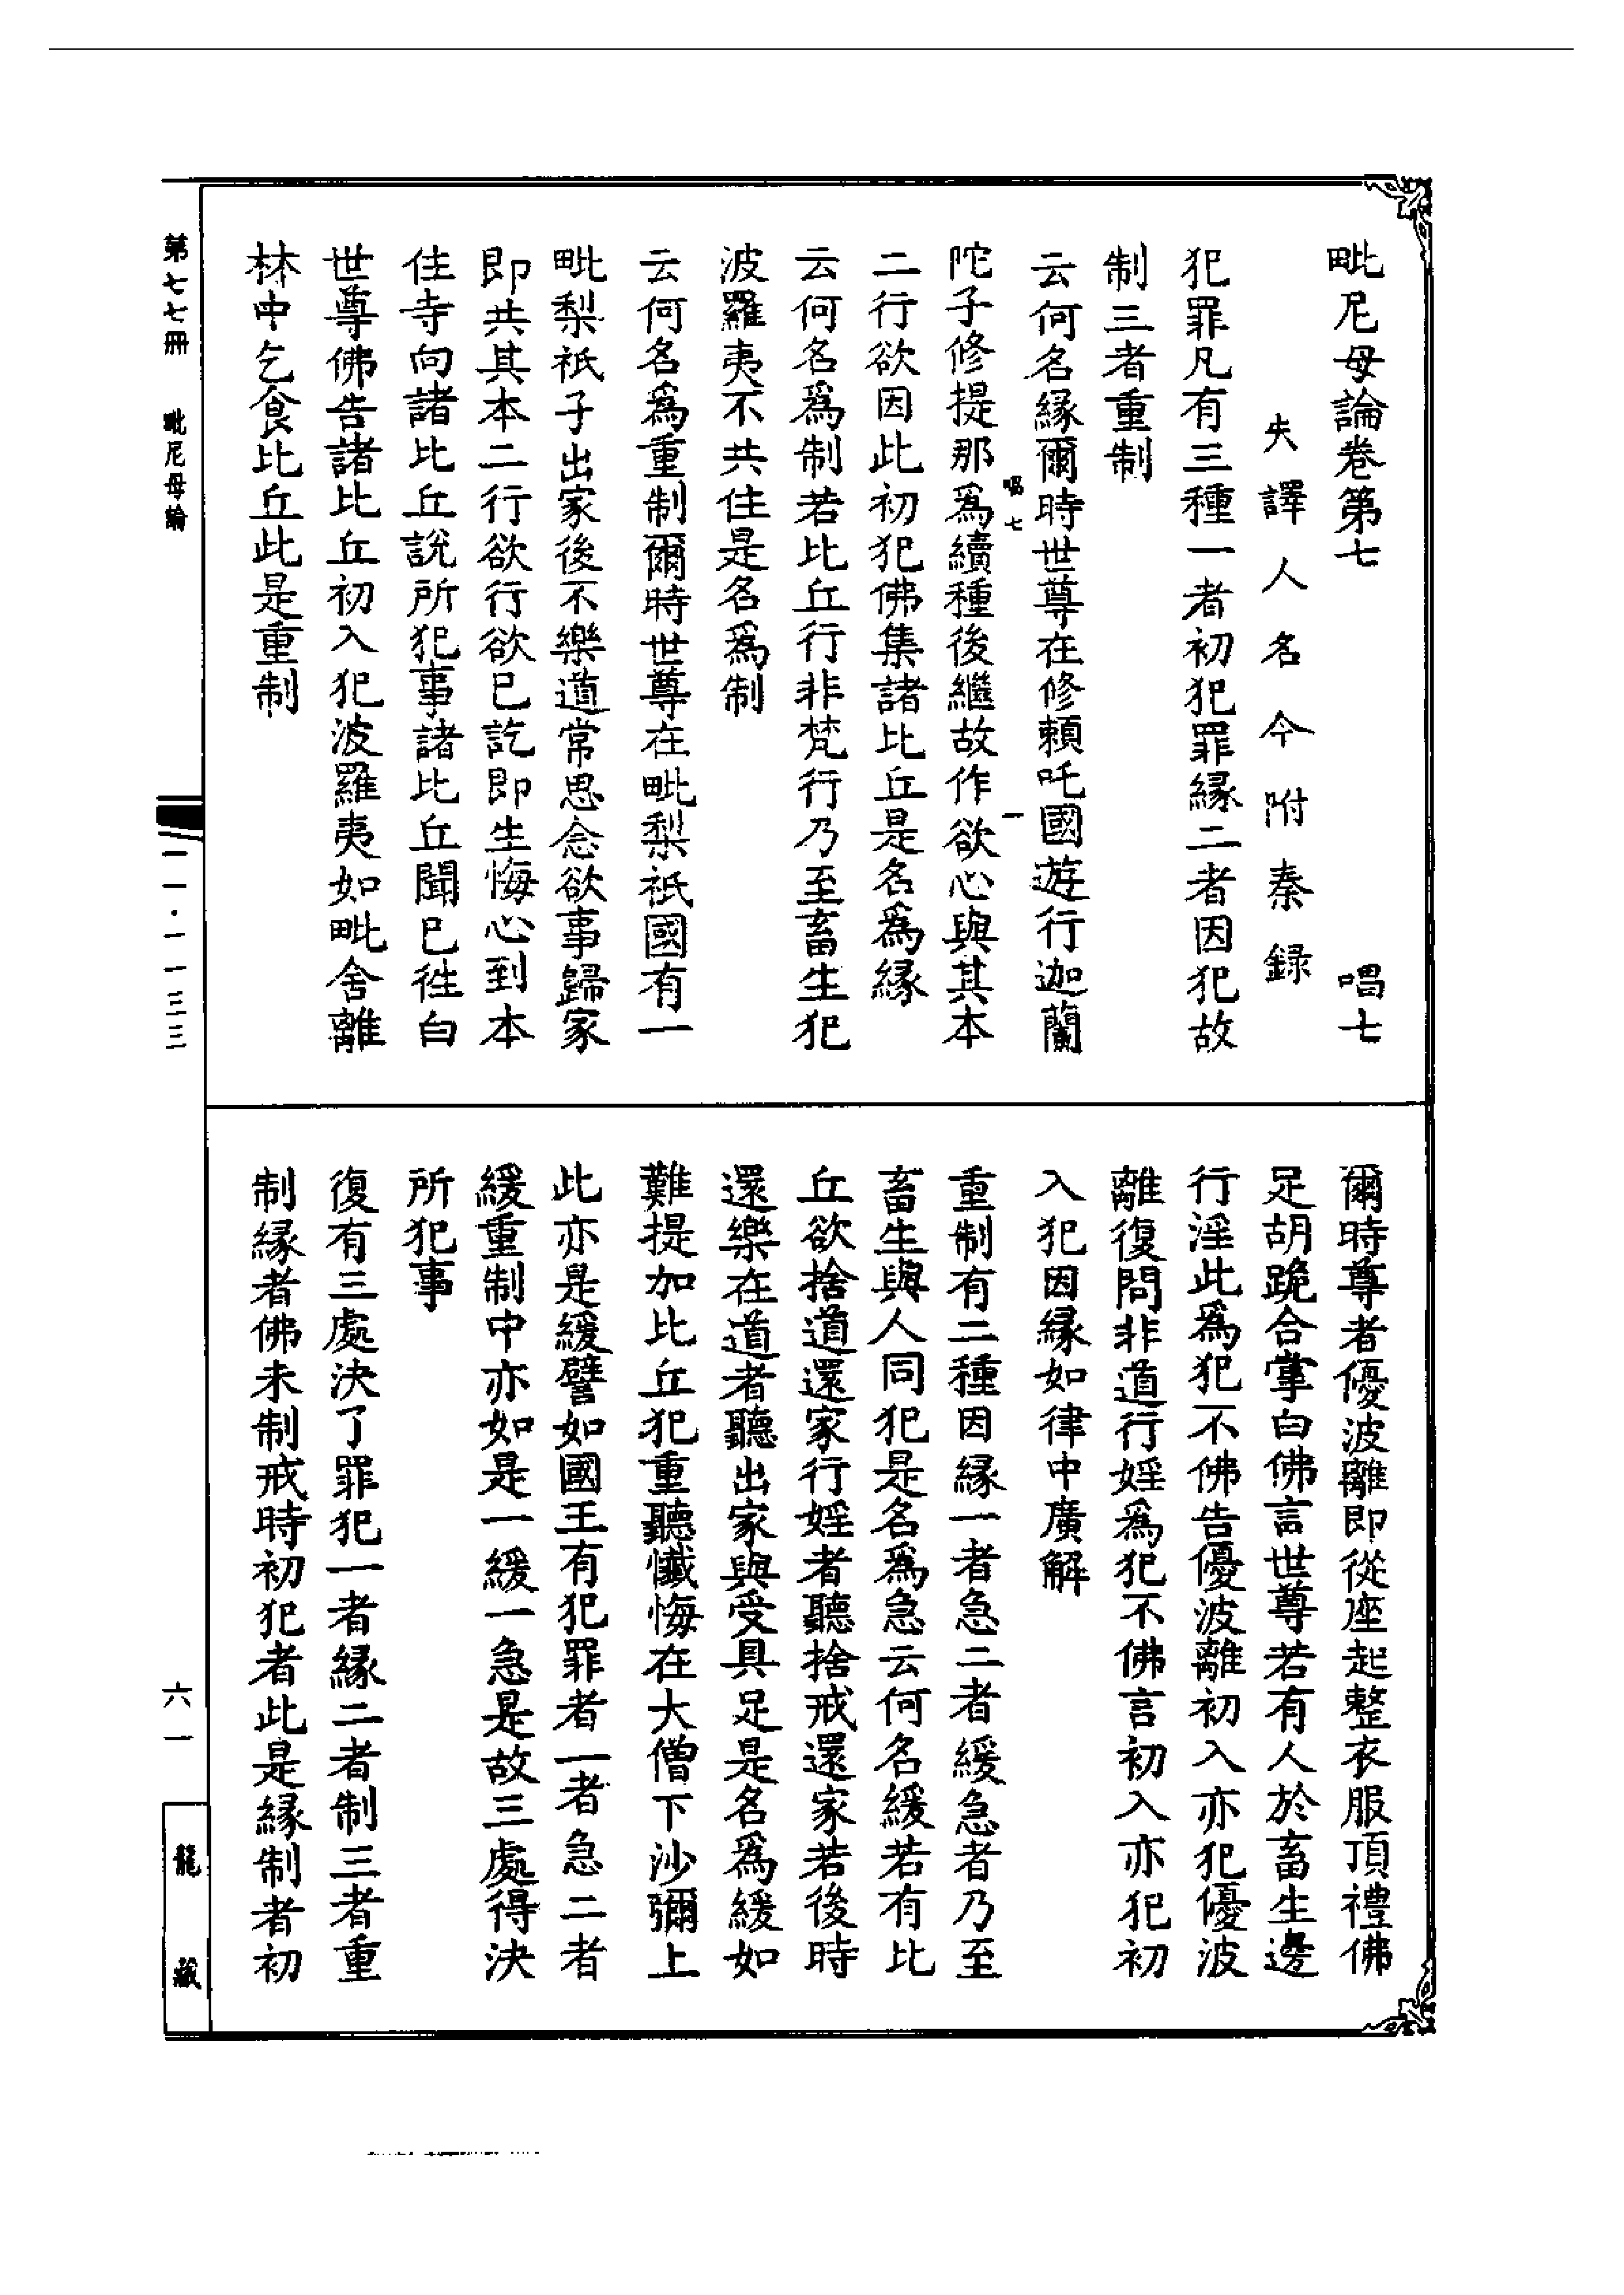 毗尼母論卷第七　唱七
失譯人名今附秦録
犯罪凡有三種一者初犯罪緣二者因犯故
制三者重制
云何名緣爾時世尊在修賴吒國遊行迦蘭
陀子修提那爲續種後繼故作欲心與其本
二行欲因此初犯佛集諸比丘是名爲緣
云何名爲制若比丘行非梵行乃至畜生犯
波羅夷不共住是名爲制
云何名爲重制爾時世尊在毗梨祇國有一
毗梨祇子出家後不樂道常思念欲事歸家
即共其本二行欲行欲已訖即生悔心到本
住寺向諸比丘說所犯事諸比丘聞已徃白
世尊佛告諸比丘初入犯波羅夷如毗舍離
林中乞食比丘此是重制
唱七　一
爾時尊者優波離即從座起整衣服頂禮佛
足胡跪合掌白佛言世尊若有人於畜生邊
行淫此爲犯不佛告優波離初入亦犯優波
離復問非道行婬爲犯不佛言初入亦犯初
入犯因緣如律中廣解
重制有二種因緣一者急二者緩急者乃至
畜生與人同犯是名爲急云何名緩若有比
丘欲捨道還家行婬者聽捨戒還家若後時
還樂在道者聽出家與受具足是名爲緩如
難提加比丘犯重聽懺悔在大僧下沙彌上
此亦是緩譬如國王有犯罪者一者急二者
緩重制中亦如是一緩一急是故三處得決
所犯事
復有三處決了罪犯一者緣二者制三者重
制緣者佛未制戒時初犯者此是緣制者初
第七七冊　毗尼母論
一一·一一三三
六一
龍藏